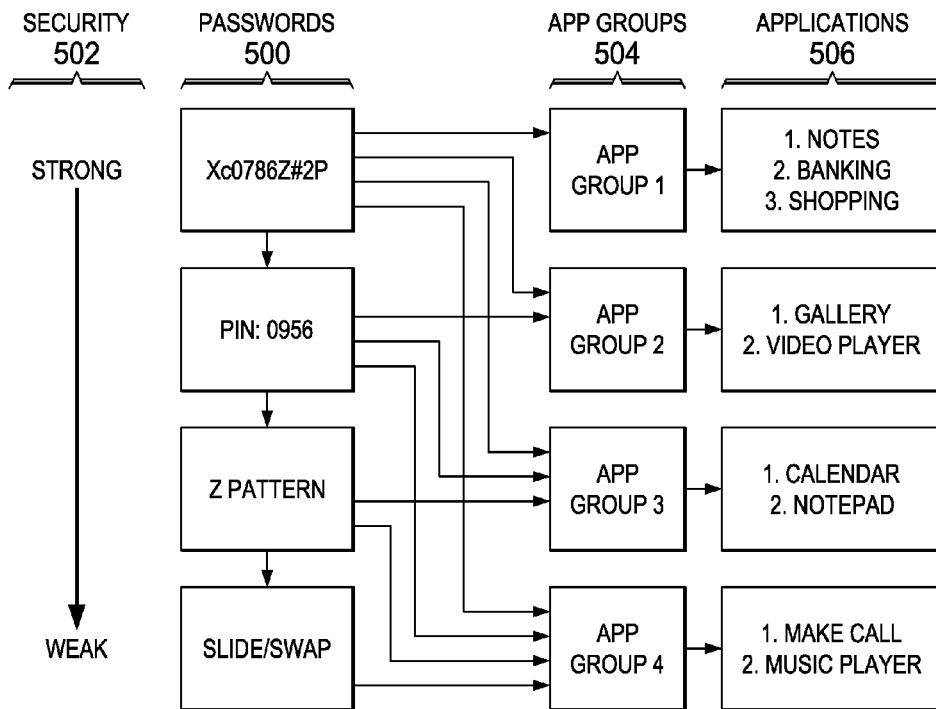 SECURITY
502
PASSWORDS
500
APP GROUPS
504
APPLICATIONS
506
STRONG
WEAK
Xc0786Z#2P
PIN: 0956
Z PATTERN
SLIDE/SWAP
APP
GROUP 1
APP
GROUP 2
APP
GROUP 3
APP
GROUP 4
1. NOTES
2. BANKING
3. SHOPPING
1. GALLERY
2. VIDEO PLAYER
1. CALENDAR
2. NOTEPAD
1. MAKE CALL
2. MUSIC PLAYER